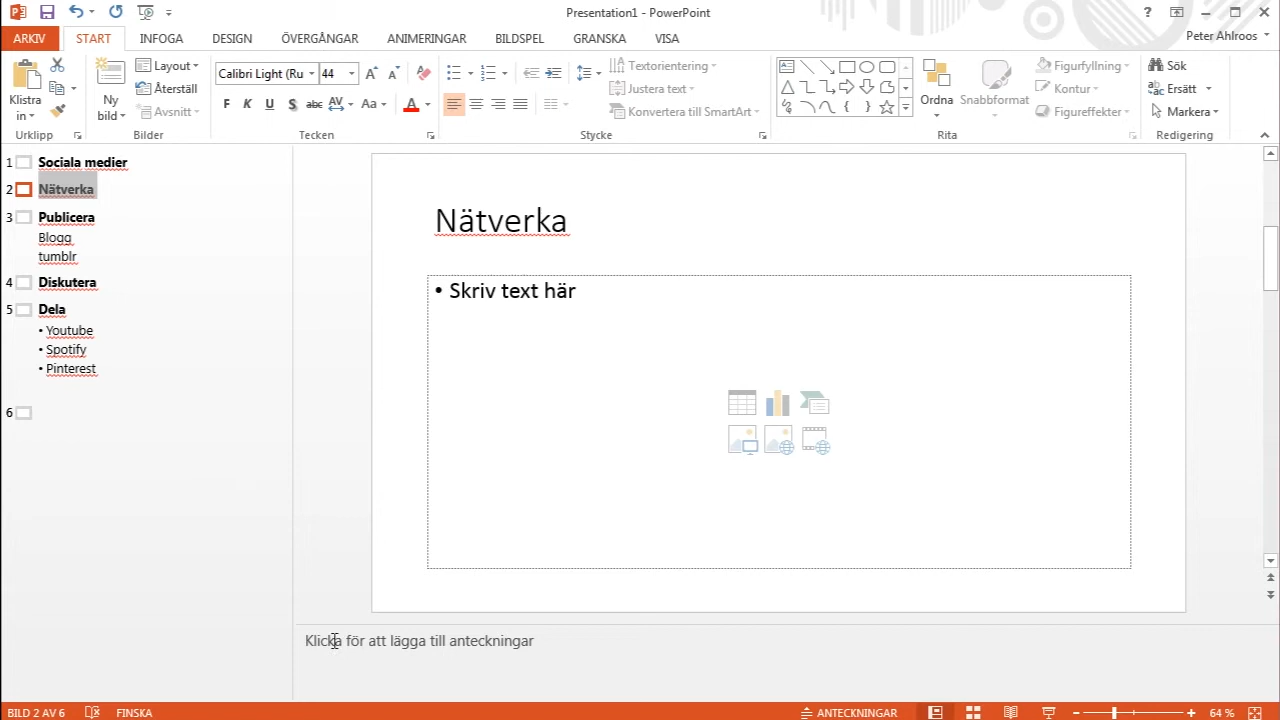 Presentation1 - PowerPoint
Peter Ahlroos
ARKIV START INFOGA DESIGN ÖVERGÅNGAR ANIMERINGAR BILDSPEL GRANSKA VISA
Klistra in
Urklipp
Ny bild
Layout
Återställ
Avsnitt
Bilder
Calibri Light (Ru 44
F K U S abc AV Aa A
Tecken
Textorientering
Justera text
Konvertera till SmartArt
Stycke
Ordna
Snabbformat
Figurfyllning
Kontur
Figureffekter
Rita
Sök
Ersätt
Markera
Redigering
1 Sociala medier
2 Nätverka
3 Publicera
Blogg
tumblr
4 Diskutera
5 Dela
• Youtube
• Spotify
• Pinterest
6
Nätverka
• Skriv text här
Klicka för att lägga till anteckningar
BILD 2 AV 6 FINSKA ANTECKNINGAR 64 %